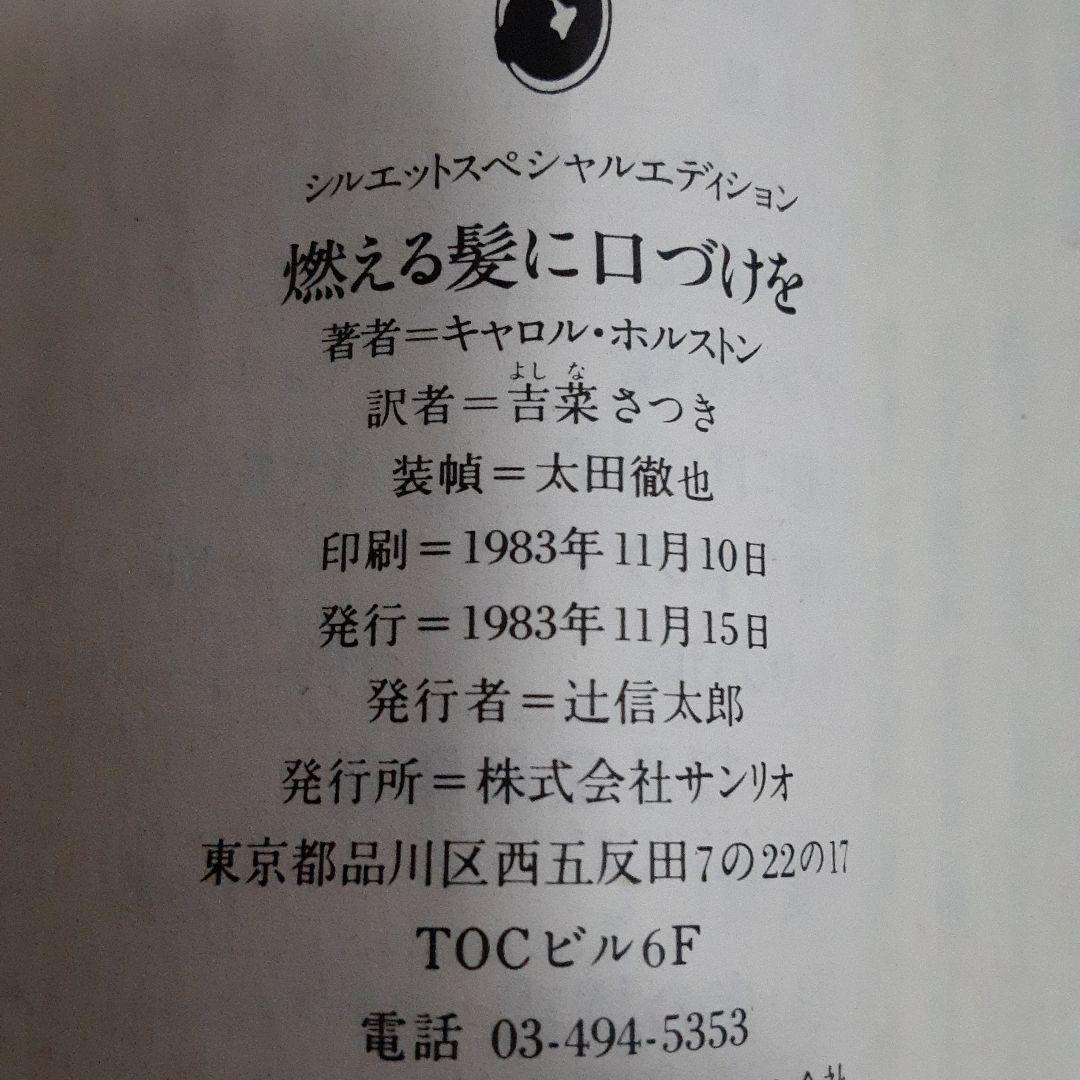 シルエットスペシャルエディション
燃える髪に口づけを
著者＝キャロル・ホルストン
よし な
訳者＝吉菜さつき
装幀＝太田徹也
印刷＝1983年11月10日
発行＝1983年11月15日
発行者＝辻信太郎
発行所＝株式会社サンリオ
東京都品川区西五反田7の22の17
TOCビル6F
電話 03-494-5353